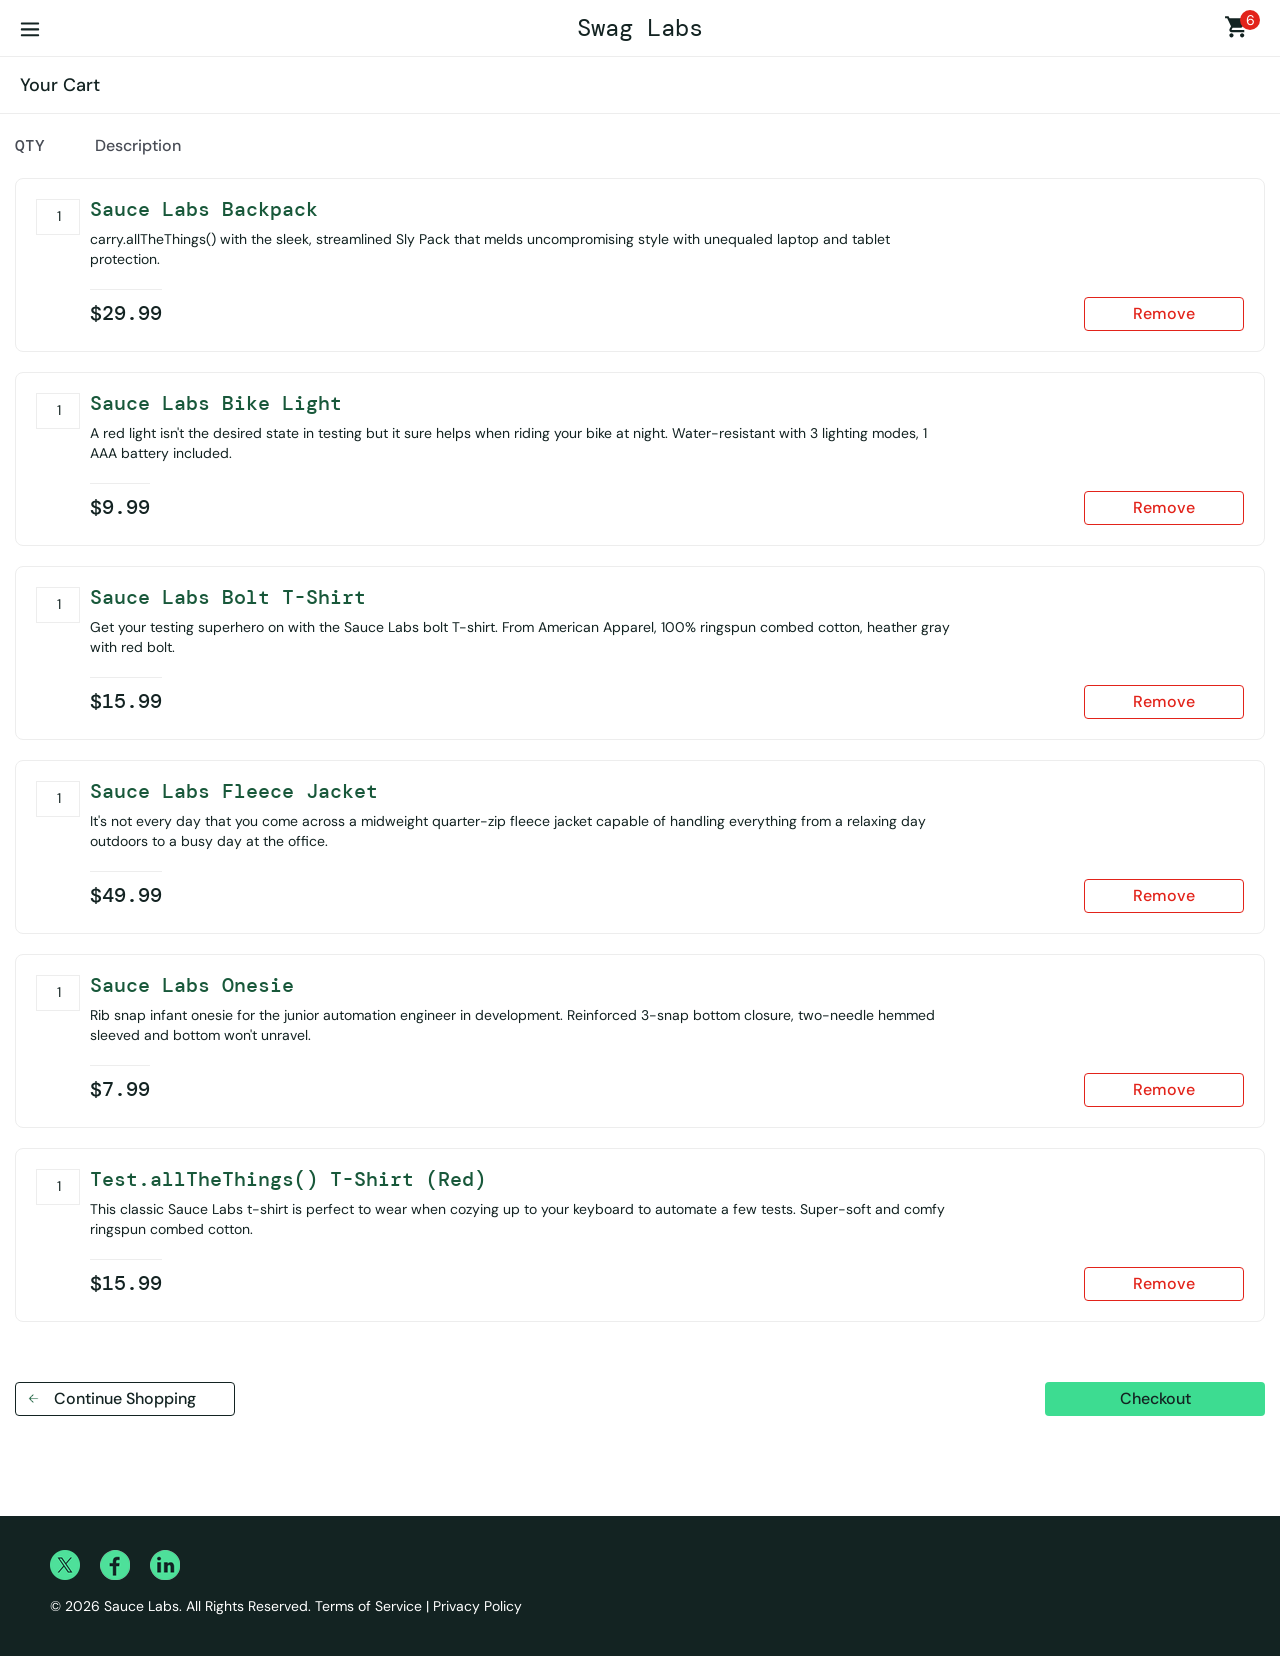 Swag Labs
6
Your Cart
QTY Description
1
Sauce Labs Backpack
carry.allTheThings() with the sleek, streamlined Sly Pack that melds uncompromising style with unequaled laptop and tablet
protection.
$29.99
Remove
1
Sauce Labs Bike Light
A red light isn't the desired state in testing but it sure helps when riding your bike at night. Water-resistant with 3 lighting modes, 1
AAA battery included.
$9.99
Remove
1
Sauce Labs Bolt T-Shirt
Get your testing superhero on with the Sauce Labs bolt T-shirt. From American Apparel, 100% ringspun combed cotton, heather gray
with red bolt.
$15.99
Remove
1
Sauce Labs Fleece Jacket
It's not every day that you come across a midweight quarter-zip fleece jacket capable of handling everything from a relaxing day
outdoors to a busy day at the office.
$49.99
Remove
1
Sauce Labs Onesie
Rib snap infant onesie for the junior automation engineer in development. Reinforced 3-snap bottom closure, two-needle hemmed
sleeved and bottom won't unravel.
$7.99
Remove
1
Test.allTheThings() T-Shirt (Red)
This classic Sauce Labs t-shirt is perfect to wear when cozying up to your keyboard to automate a few tests. Super-soft and comfy
ringspun combed cotton.
$15.99
Remove
Continue Shopping
Checkout
© 2026 Sauce Labs. All Rights Reserved. Terms of Service | Privacy Policy